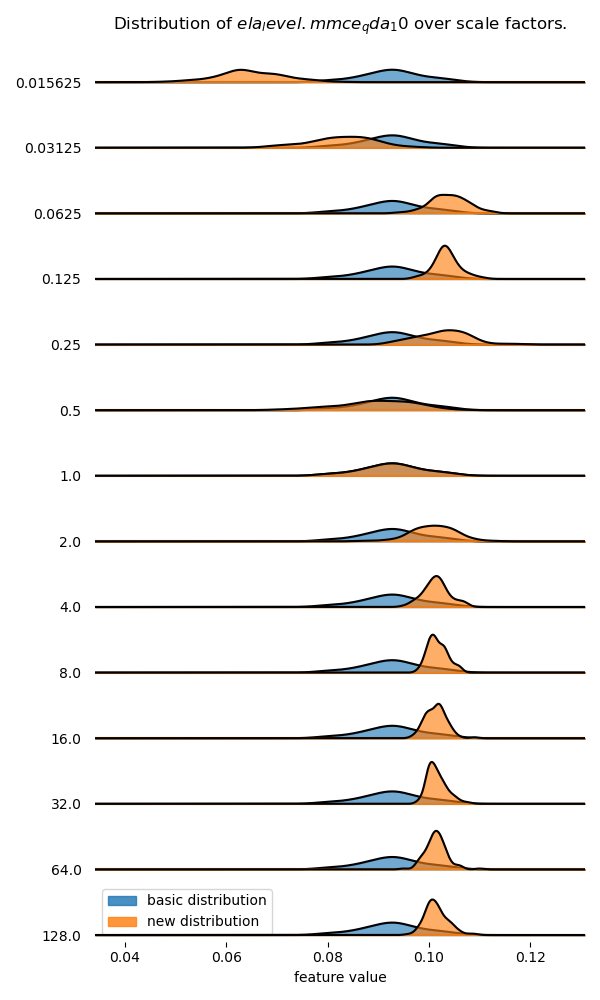 Distribution of elaₗevel.mmce_qda₁0 over scale factors.
0.015625
0.03125
0.0625
0.125
0.25
0.5
1.0
2.0
4.0
8.0
16.0
32.0
64.0
128.0
basic distribution
new distribution
0.04 0.06 0.08 0.10 0.12
feature value